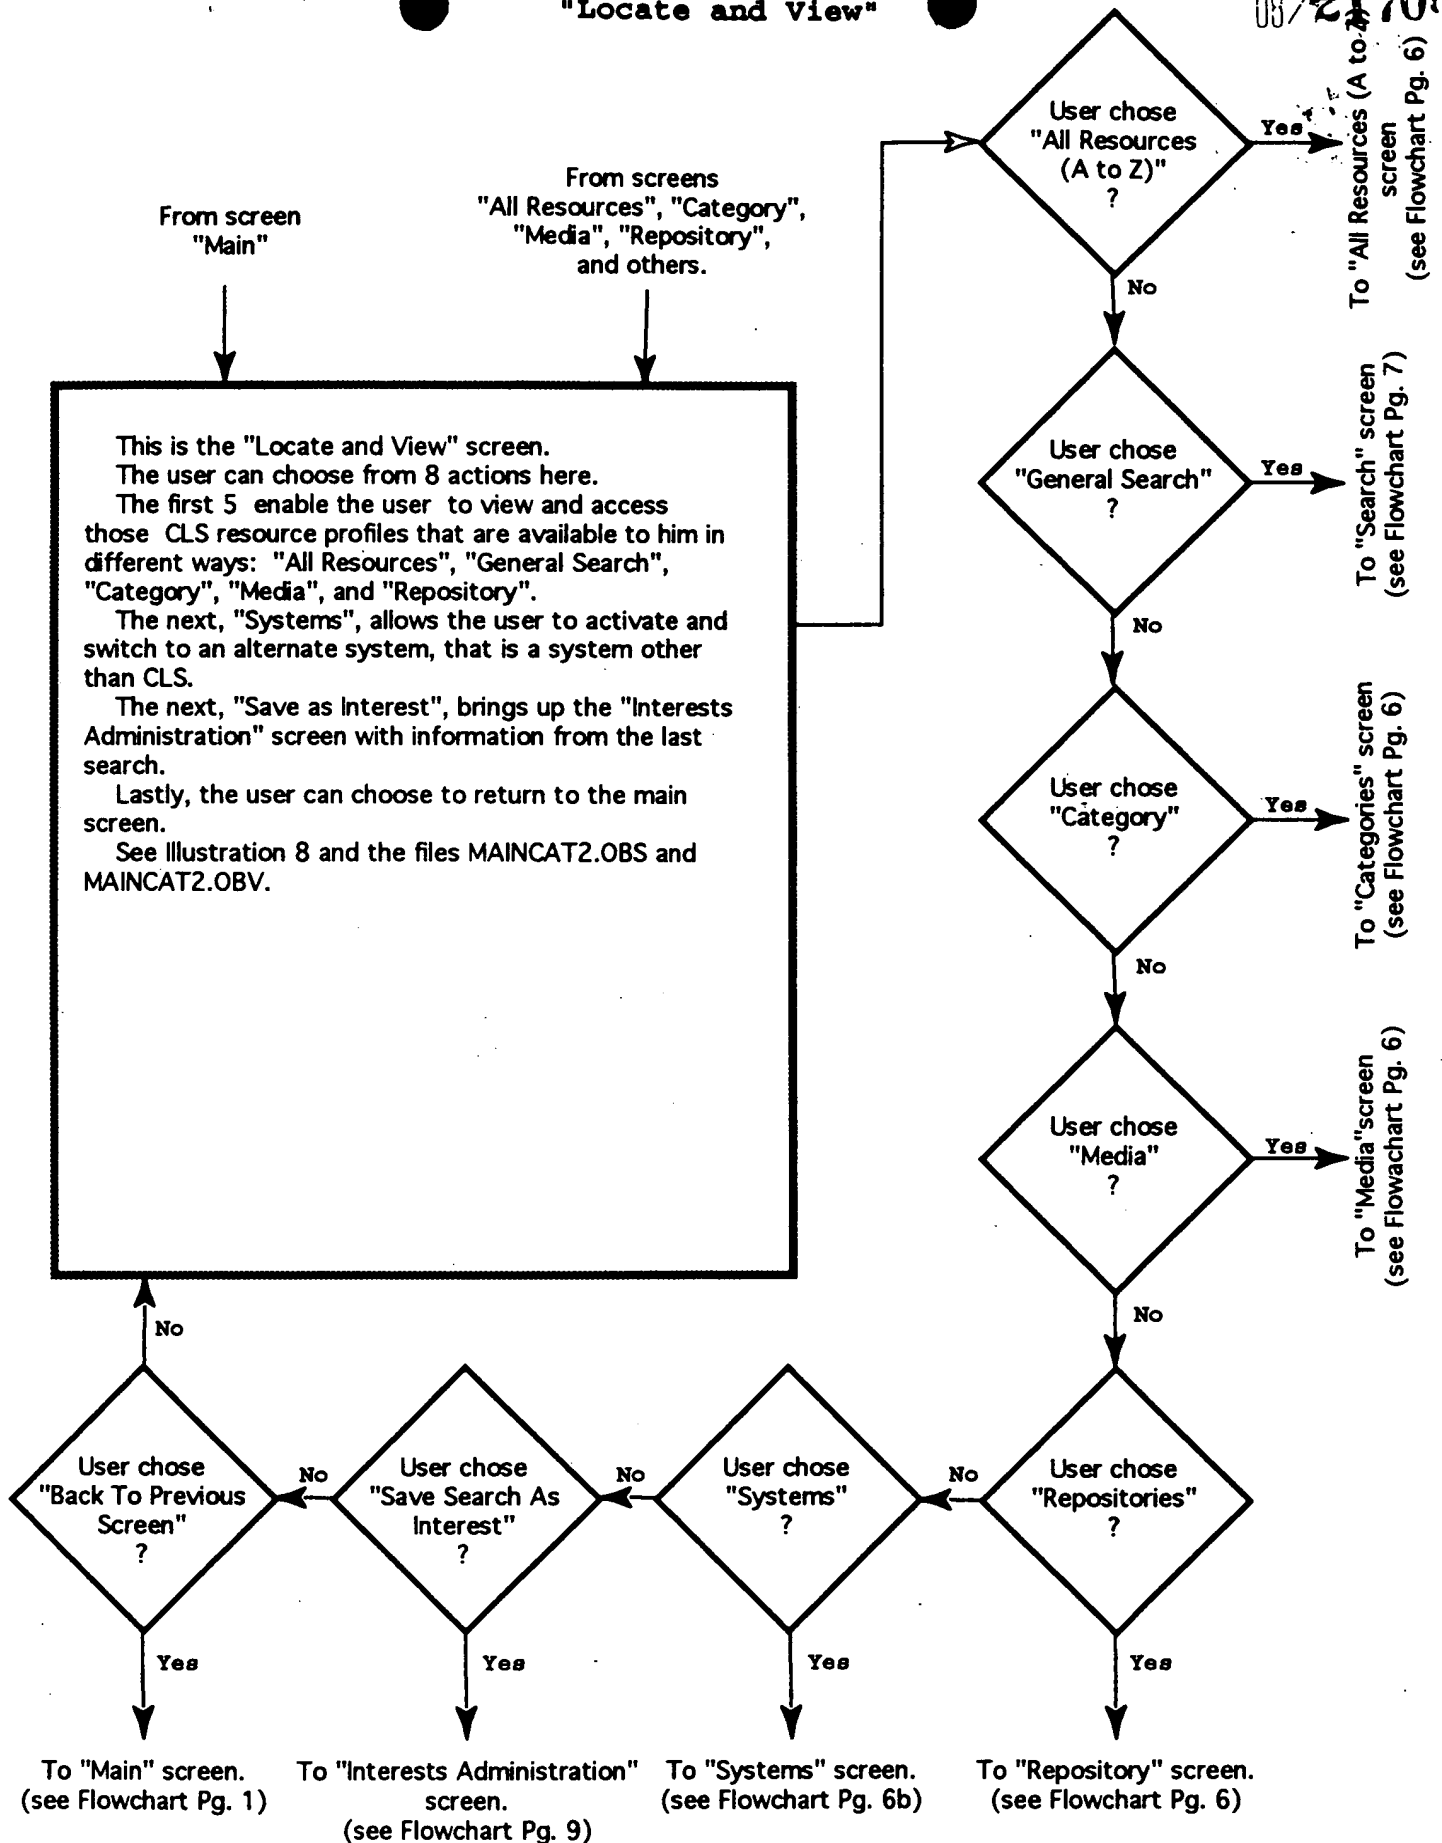 "Locate and View"
User chose
"All Resources
(A to Z)"
?
Yes
To "All Resources (A to Z)"
screen
(see Flowchart Pg. 6)
From screen
"Main"
From screens
"All Resources", "Category",
"Media", "Repository",
and others.
No
This is the "Locate and View" screen.
The user can choose from 8 actions here.
The first 5 enable the user to view and access
those CLS resource profiles that are available to him in
different ways: "All Resources", "General Search",
"Category", "Media", and "Repository".
The next, "Systems", allows the user to activate and
switch to an alternate system, that is a system other
than CLS.
The next, "Save as Interest", brings up the "Interests
Administration" screen with information from the last
search.
Lastly, the user can choose to return to the main
screen.
See Illustration 8 and the files MAINCAT2.OBS and
MAINCAT2.OBV.
User chose
"General Search"
?
Yes
To "Search" screen
(see Flowchart Pg. 7)
No
User chose
"Category"
?
Yes
To "Categories" screen
(see Flowchart Pg. 6)
No
User chose
"Media"
?
Yes
To "Media"screen
(see Flowachart Pg. 6)
No
User chose
"Repositories"
?
Yes
To "Repository" screen.
(see Flowchart Pg. 6)
No
User chose
"Systems"
?
Yes
To "Systems" screen.
(see Flowchart Pg. 6b)
No
User chose
"Save Search As
Interest"
?
Yes
To "Interests Administration"
screen.
(see Flowchart Pg. 9)
No
User chose
"Back To Previous
Screen"
?
Yes
To "Main" screen.
(see Flowchart Pg. 1)
No